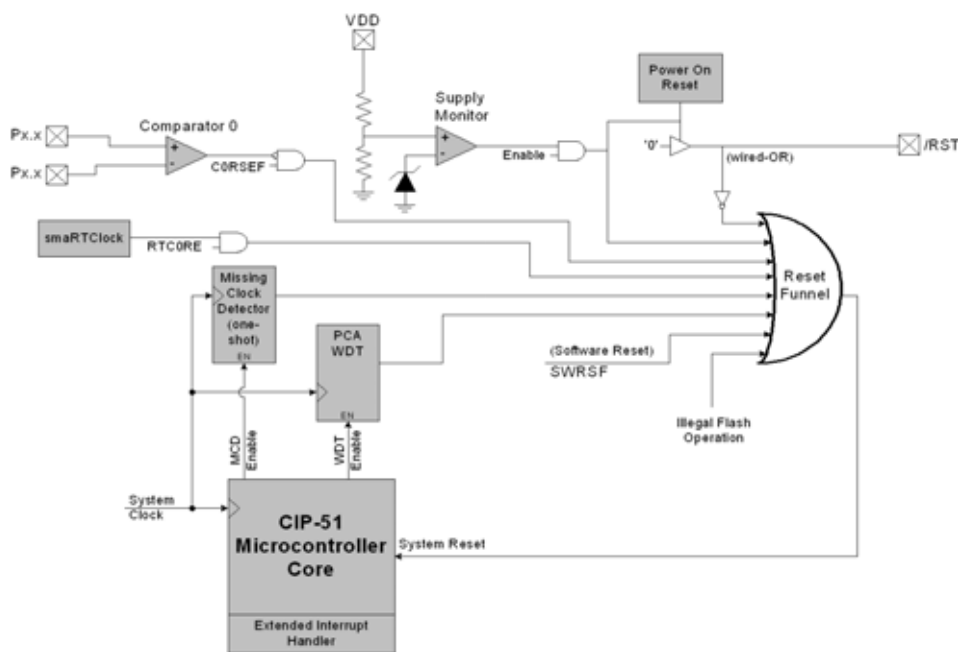 VDD
Power On
Reset
Supply
Monitor
+
-
Enable
'0'
(wired-OR)
/RST
Px.x
Px.x
Comparator 0
+
-
C0RSEF
smaRTClock
RTC0RE
Missing
Clock
Detector
(one-
shot)
EN
PCA
WDT
EN
Reset
Funnel
(Software Reset)
SWRSF
Illegal Flash
Operation
MCD
Enable
WDT
Enable
System
Clock
CIP-51
Microcontroller
Core
System Reset
Extended Interrupt
Handler